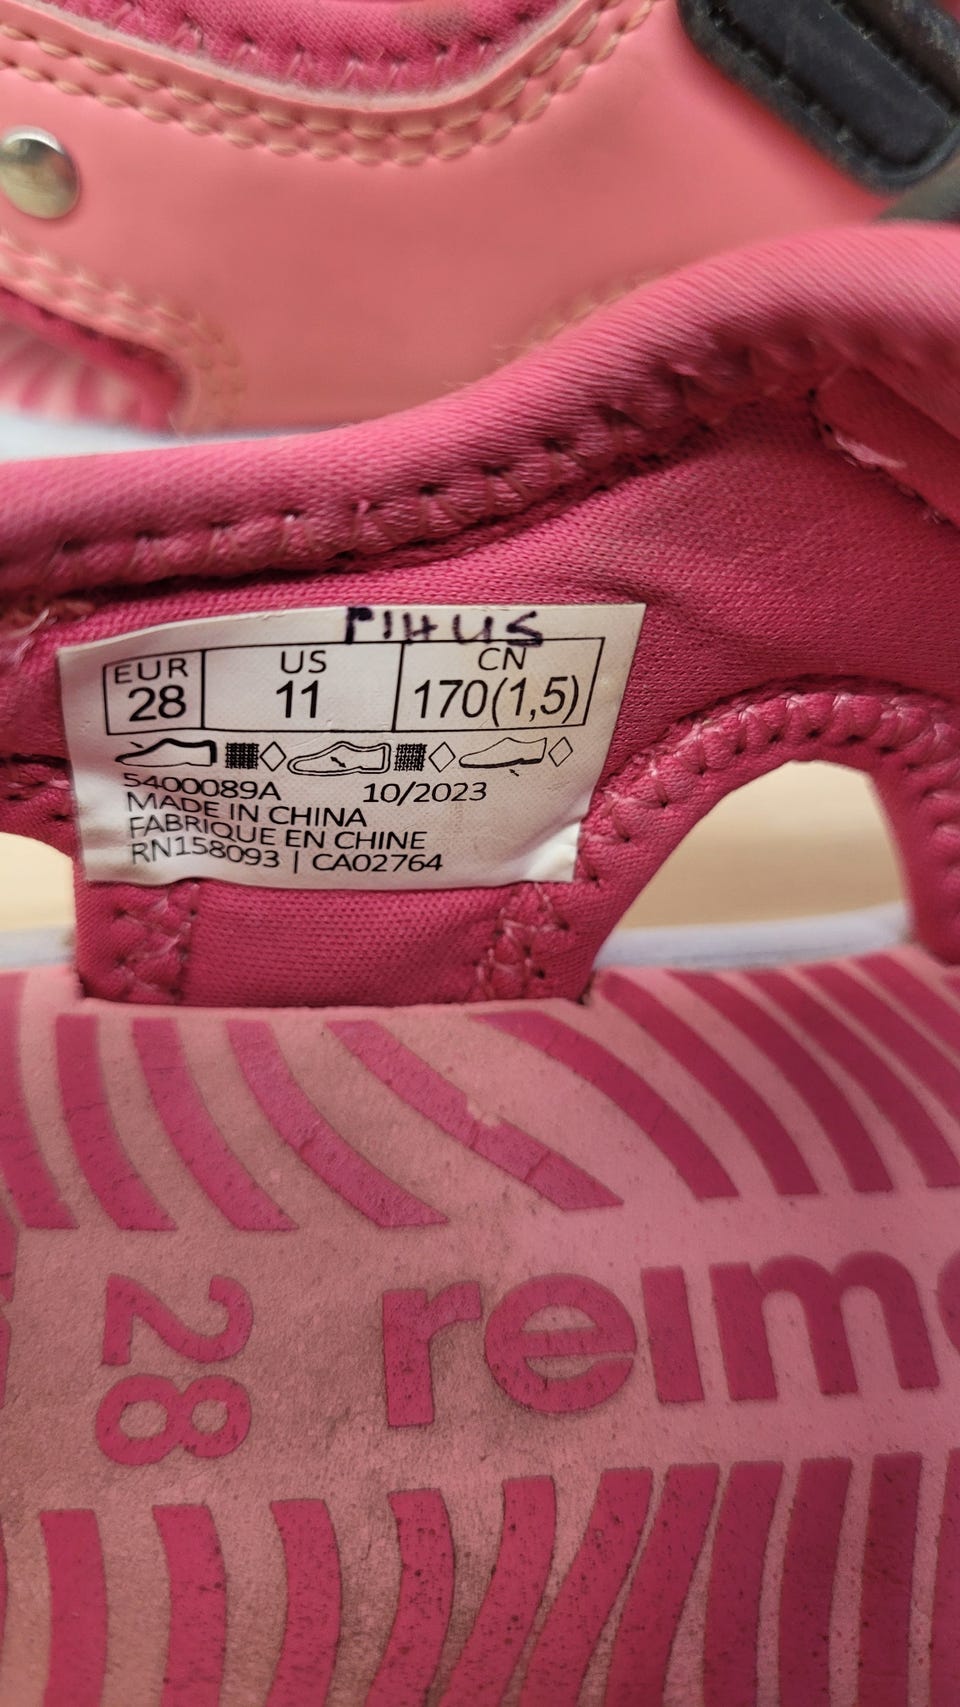 PIHUS
EUR US CN
28 11 170(1,5)
5400089A 10/2023
MADE IN CHINA
FABRIQUE EN CHINE
RN158093 | CA02764
28
reim